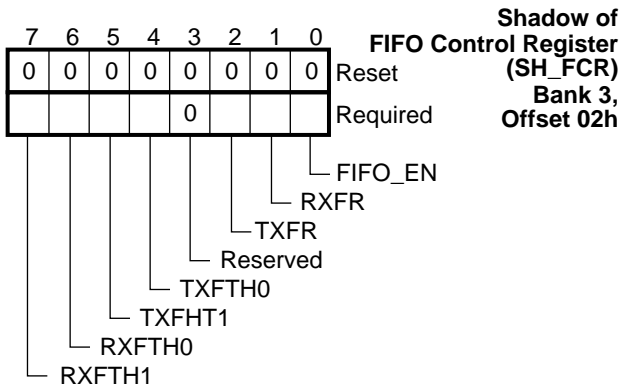 Shadow of
FIFO Control Register
(SH_FCR)
Bank 3,
Offset 02h
7 6 5 4 3 2 1 0
0 0 0 0 0 0 0 0 Reset
0 Required
FIFO_EN
RXFR
TXFR
Reserved
TXFTH0
TXFHT1
RXFTH0
RXFTH1